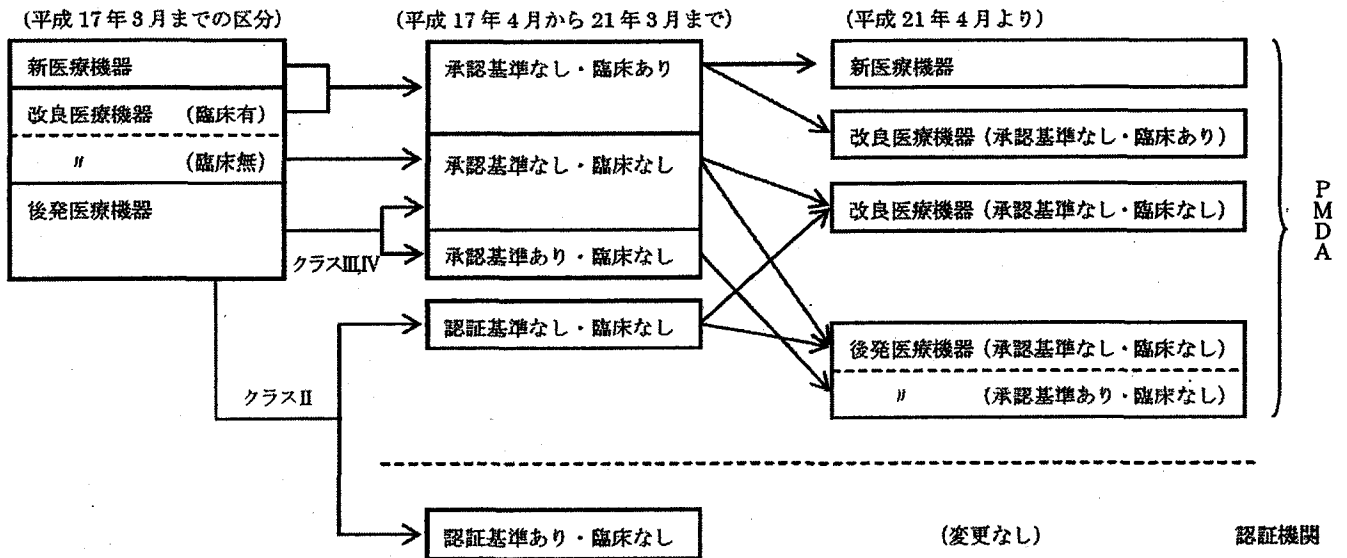 (平成 17 年 3 月までの区分)
(平成 17 年 4 月から 21 年 3 月まで)
(平成 21 年 4 月より)
新医療機器
改良医療機器 (臨床有)
〃 (臨床無)
後発医療機器
クラスIII,IV
クラスII
承認基準なし・臨床あり
承認基準なし・臨床なし
承認基準あり・臨床なし
認証基準なし・臨床なし
認証基準あり・臨床なし
新医療機器
改良医療機器 (承認基準なし・臨床あり)
改良医療機器 (承認基準なし・臨床なし)
後発医療機器 (承認基準なし・臨床なし)
〃 (承認基準あり・臨床なし)
PMDA
(変更なし)
認証機関